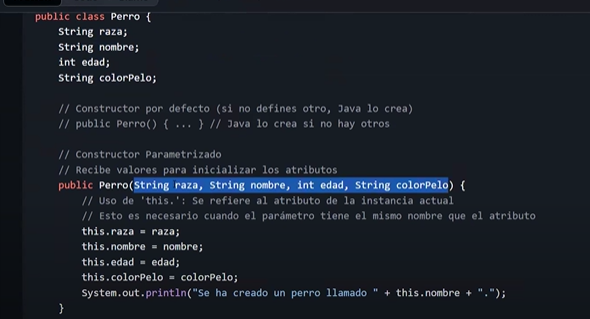 public class Perro {
String raza;
String nombre;
int edad;
String colorPelo;
// Constructor por defecto (si no defines otro, Java lo crea)
// public Perro() { ... } // Java lo crea si no hay otros
// Constructor Parametrizado
// Recibe valores para inicializar los atributos
public Perro(String raza, String nombre, int edad, String colorPelo) {
// Uso de 'this.': Se refiere al atributo de la instancia actual
// Esto es necesario cuando el parámetro tiene el mismo nombre que el atributo
this.raza = raza;
this.nombre = nombre;
this.edad = edad;
this.colorPelo = colorPelo;
System.out.println("Se ha creado un perro llamado " + this.nombre + ".");
}